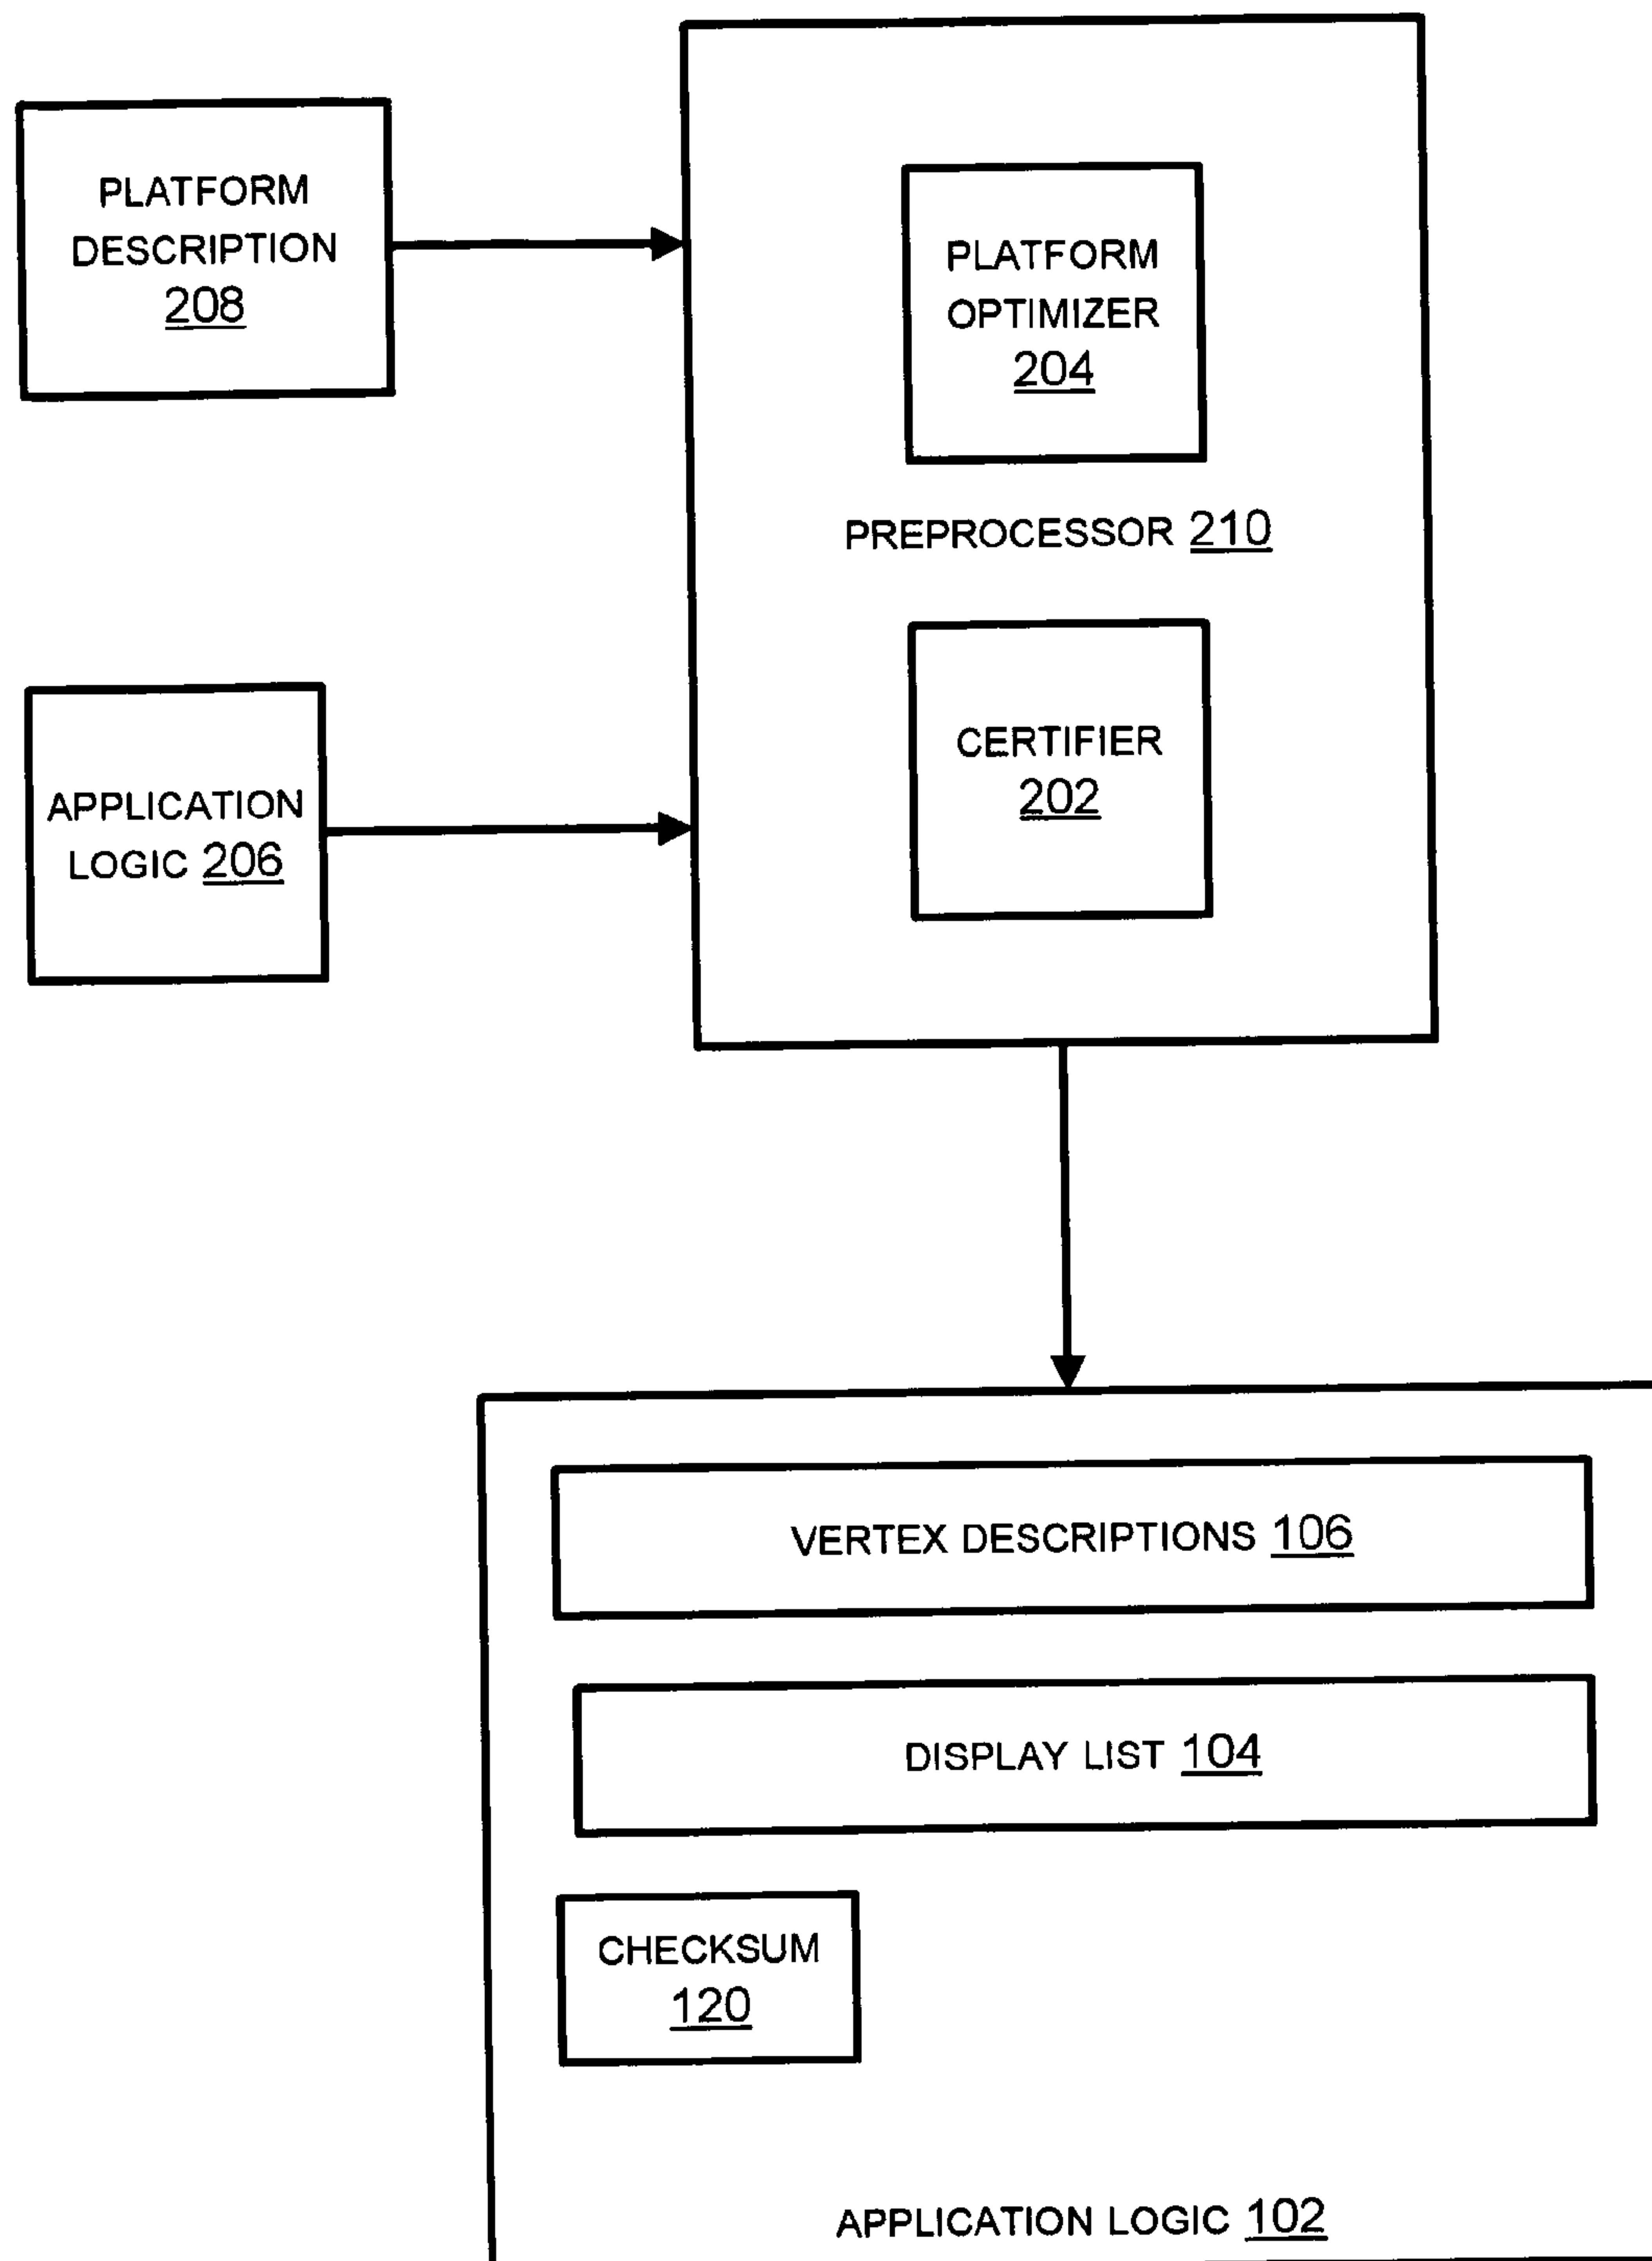 PLATFORM
DESCRIPTION
208
PLATFORM
OPTIMIZER
204
PREPROCESSOR 210
CERTIFIER
202
APPLICATION
LOGIC 206
VERTEX DESCRIPTIONS 106
DISPLAY LIST 104
CHECKSUM
120
APPLICATION LOGIC 102